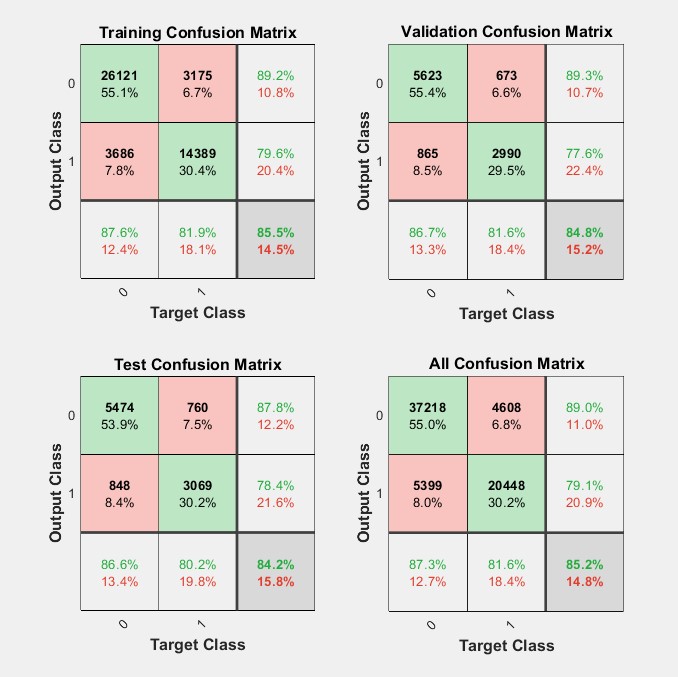 Training Confusion Matrix
0 26121 3175 89.2%
55.1% 6.7% 10.8%
1 3686 14389 79.6%
7.8% 30.4% 20.4%
87.6% 81.9% 85.5%
12.4% 18.1% 14.5%
0 1
Target Class
Output Class
Validation Confusion Matrix
0 5623 673 89.3%
55.4% 6.6% 10.7%
1 865 2990 77.6%
8.5% 29.5% 22.4%
86.7% 81.6% 84.8%
13.3% 18.4% 15.2%
0 1
Target Class
Output Class
Test Confusion Matrix
0 5474 760 87.8%
53.9% 7.5% 12.2%
1 848 3069 78.4%
8.4% 30.2% 21.6%
86.6% 80.2% 84.2%
13.4% 19.8% 15.8%
0 1
Target Class
Output Class
All Confusion Matrix
0 37218 4608 89.0%
55.0% 6.8% 11.0%
1 5399 20448 79.1%
8.0% 30.2% 20.9%
87.3% 81.6% 85.2%
12.7% 18.4% 14.8%
0 1
Target Class
Output Class